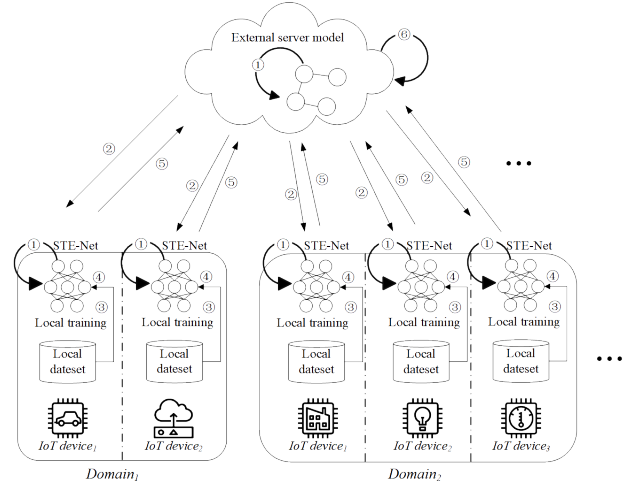 External server model
⑥
①
②
⑤
②
⑤
②
⑤
②
⑤
②
⑤
① STE-Net ① STE-Net ① STE-Net ① STE-Net ① STE-Net
④ ④ ④ ④ ④
③ ③ ③ ③ ③
Local training Local training Local training Local training Local training
Local Local Local Local Local
dateset dateset dateset dateset dateset
IoT device1 IoT device2 IoT device1 IoT device2 IoT device3
Domain1 Domain2